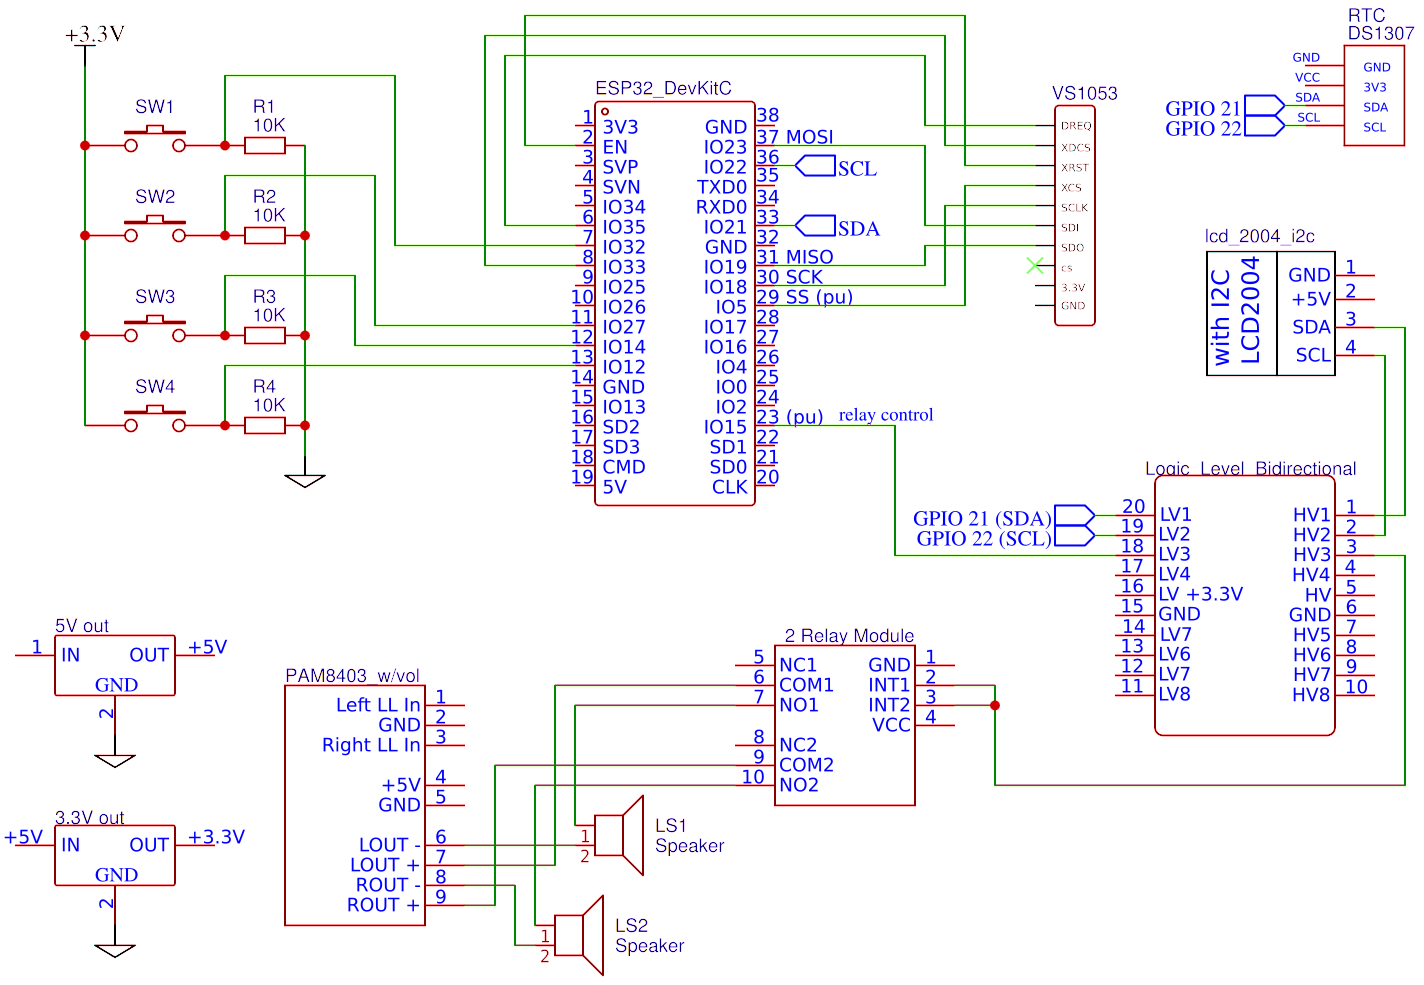 +3.3V
SW1
R1
10K
SW2
R2
10K
SW3
R3
10K
SW4
R4
10K
ESP32_DevKitC
1 3V3
2 EN
3 SVP
4 SVN
5 IO34
6 IO35
7 IO32
8 IO33
9 IO25
10 IO26
11 IO27
12 IO14
13 IO12
14 GND
15 IO13
16 SD2
17 SD3
18 CMD
19 5V
GND 38
IO23 37 MOSI
IO22 36 SCL
TXD0 35
RXD0 34
IO21 33 SDA
GND 32
IO19 31 MISO
IO18 30 SCK
IO5 29 SS (pu)
IO17 28
IO16 27
IO4 26
IO0 25
IO2 24
IO15 23 (pu) relay control
SD1 22
SD0 21
CLK 20
VS1053
DREQ
XDCS
XRST
XCS
SCLK
SDI
SDO
CS
3.3V
GND
RTC
DS1307
GND GND
VCC 3V3
GPIO 21 SDA SDA
GPIO 22 SCL SCL
lcd_2004_i2c
with I2C
LCD2004
GND 1
+5V 2
SDA 3
SCL 4
Logic_Level_Bidirectional
GPIO 21 (SDA) 20 LV1 HV1 1
GPIO 22 (SCL) 19 LV2 HV2 2
18 LV3 HV3 3
17 LV4 HV4 4
16 LV +3.3V HV 5
15 GND GND 6
14 LV7 HV5 7
13 LV6 HV6 8
12 LV7 HV7 9
11 LV8 HV8 10
5V out
1 IN OUT +5V
GND
2
3.3V out
+5V IN OUT +3.3V
GND
2
PAM8403_w/vol
Left LL In 1
GND 2
Right LL In 3
+5V 4
GND 5
LOUT - 6
LOUT + 7
ROUT - 8
ROUT + 9
2 Relay Module
5 NC1 GND 1
6 COM1 INT1 2
7 NO1 INT2 3
VCC 4
8 NC2
9 COM2
10 NO2
1
2
LS1
Speaker
1
2
LS2
Speaker